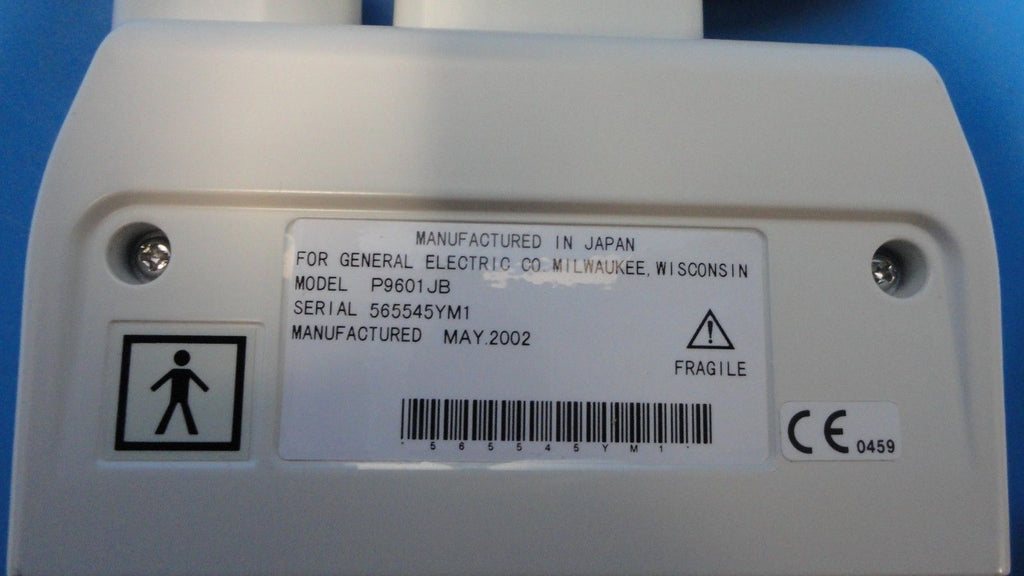 MANUFACTURED IN JAPAN
FOR GENERAL ELECTRIC CO. MILWAUKEE, WISCONSIN
MODEL P9601JB
SERIAL 565545YM1
MANUFACTURED MAY.2002
FRAGILE
565545YM1
CE 0459